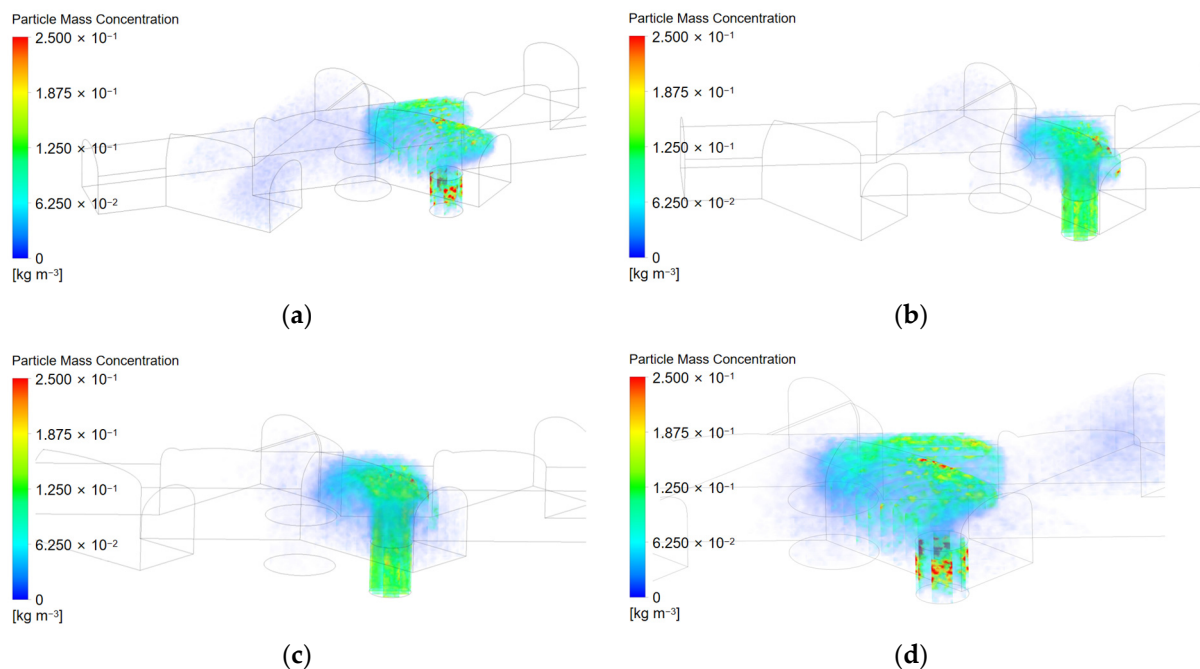 Particle Mass Concentration
2.500 × 10⁻¹
1.875 × 10⁻¹
1.250 × 10⁻¹
6.250 × 10⁻²
0
[kg m⁻³]
(a)
Particle Mass Concentration
2.500 × 10⁻¹
1.875 × 10⁻¹
1.250 × 10⁻¹
6.250 × 10⁻²
0
[kg m⁻³]
(b)
Particle Mass Concentration
2.500 × 10⁻¹
1.875 × 10⁻¹
1.250 × 10⁻¹
6.250 × 10⁻²
0
[kg m⁻³]
(c)
Particle Mass Concentration
2.500 × 10⁻¹
1.875 × 10⁻¹
1.250 × 10⁻¹
6.250 × 10⁻²
0
[kg m⁻³]
(d)